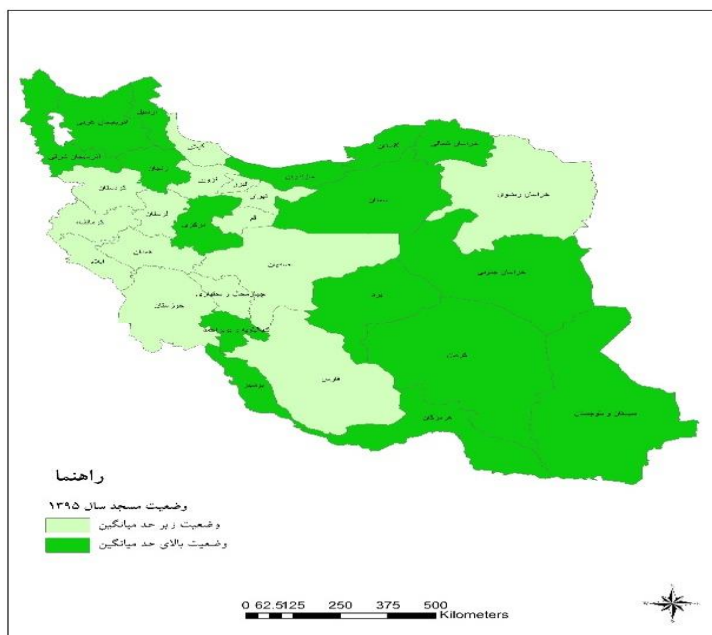 اردبیل
آذربایجان غربی
آذربایجان شرقی
زنجان
گیلان
مازندران
گلستان
خراسان شمالی
خراسان رضوی
سمنان
قزوین
البرز
تهران
قم
مرکزی
کردستان
کرمانشاه
لرستان
همدان
ایلام
اصفهان
چهارمحال و بختیاری
خوزستان
کهگیلویه و بویراحمد
یزد
خراسان جنوبی
فارس
کرمان
بوشهر
هرمزگان
سیستان و بلوچستان
راهنما
وضعیت مسجد سال ۱۳۹۵
وضعیت زیر حد میانگین
وضعیت بالای حد میانگین
0 62.5125 250 375 500
Kilometers